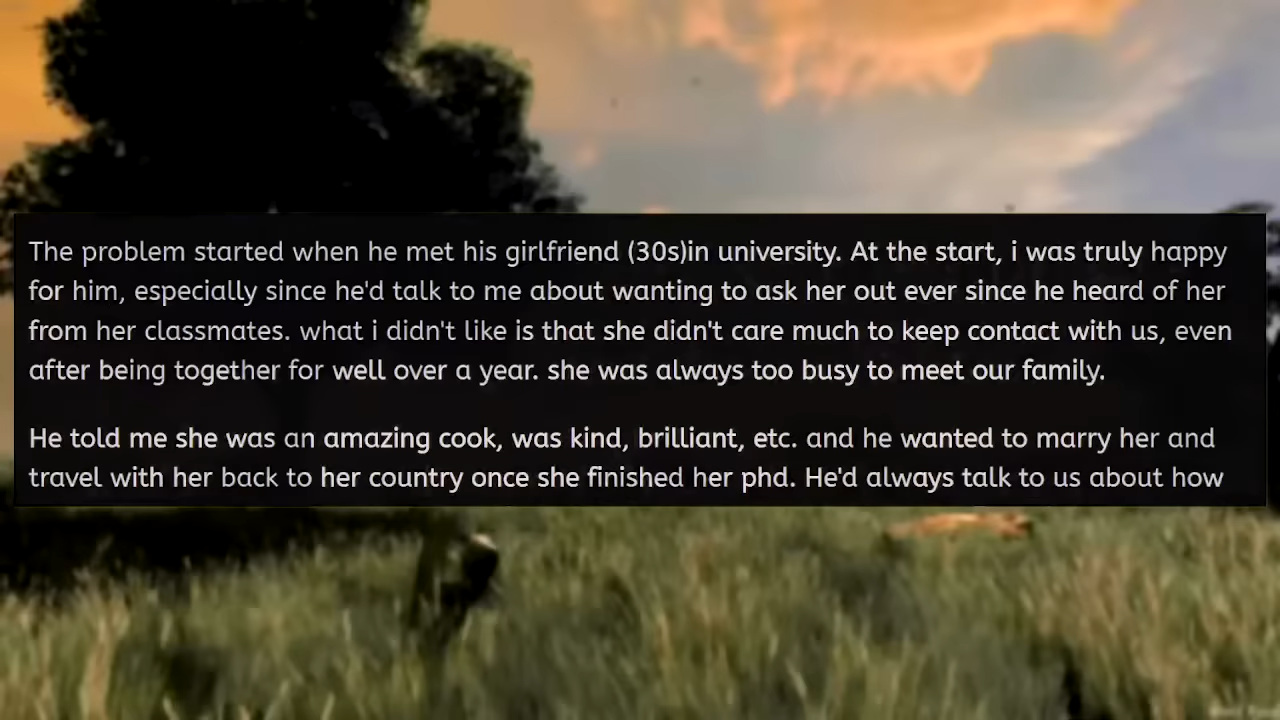 The problem started when he met his girlfriend (30s)in university. At the start, i was truly happy
for him, especially since he'd talk to me about wanting to ask her out ever since he heard of her
from her classmates. what i didn't like is that she didn't care much to keep contact with us, even
after being together for well over a year. she was always too busy to meet our family.
He told me she was an amazing cook, was kind, brilliant, etc. and he wanted to marry her and
travel with her back to her country once she finished her phd. He'd always talk to us about how